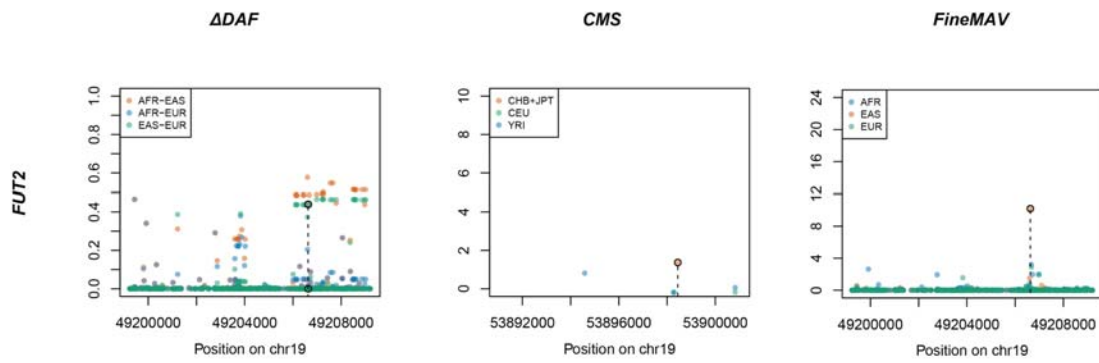 ΔDAF CMS FineMAV
FUT2
1.0
0.8
0.6
0.4
0.2
0.0
AFR−EAS
AFR−EUR
EAS−EUR
49200000 49204000 49208000
Position on chr19
10
8
6
4
2
0
CHB+JPT
CEU
YRI
53892000 53896000 53900000
Position on chr19
24
20
16
12
8
4
0
AFR
EAS
EUR
49200000 49204000 49208000
Position on chr19